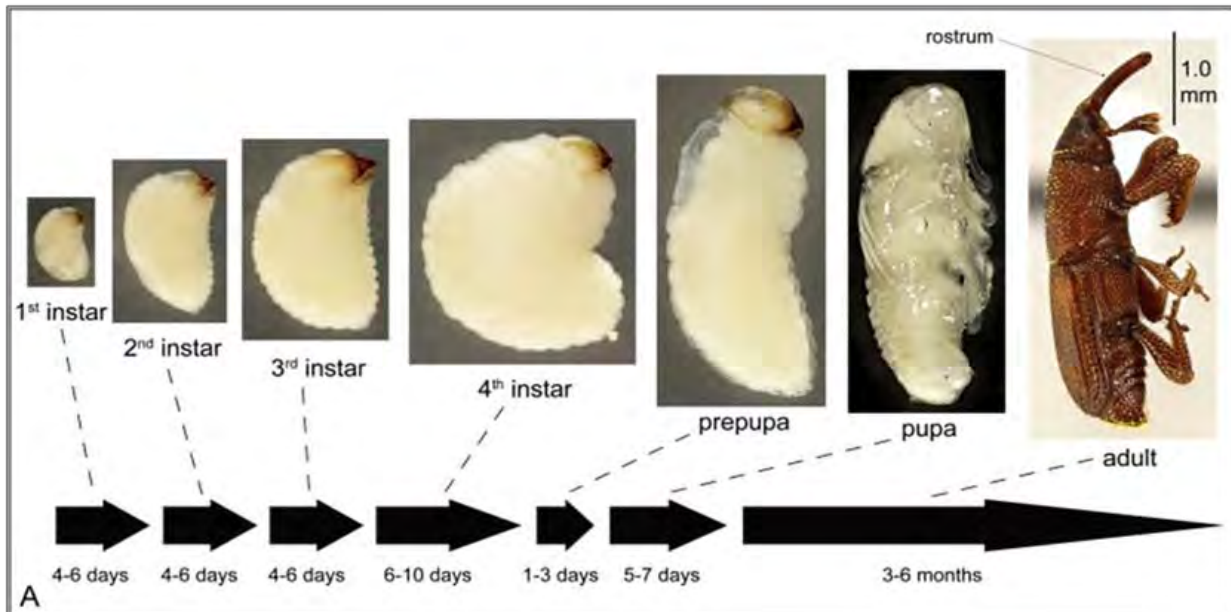 rostrum
1.0
mm
1st instar
2nd instar
3rd instar
4th instar
prepupa
pupa
adult
4-6 days
4-6 days
4-6 days
6-10 days
1-3 days
5-7 days
3-6 months
A